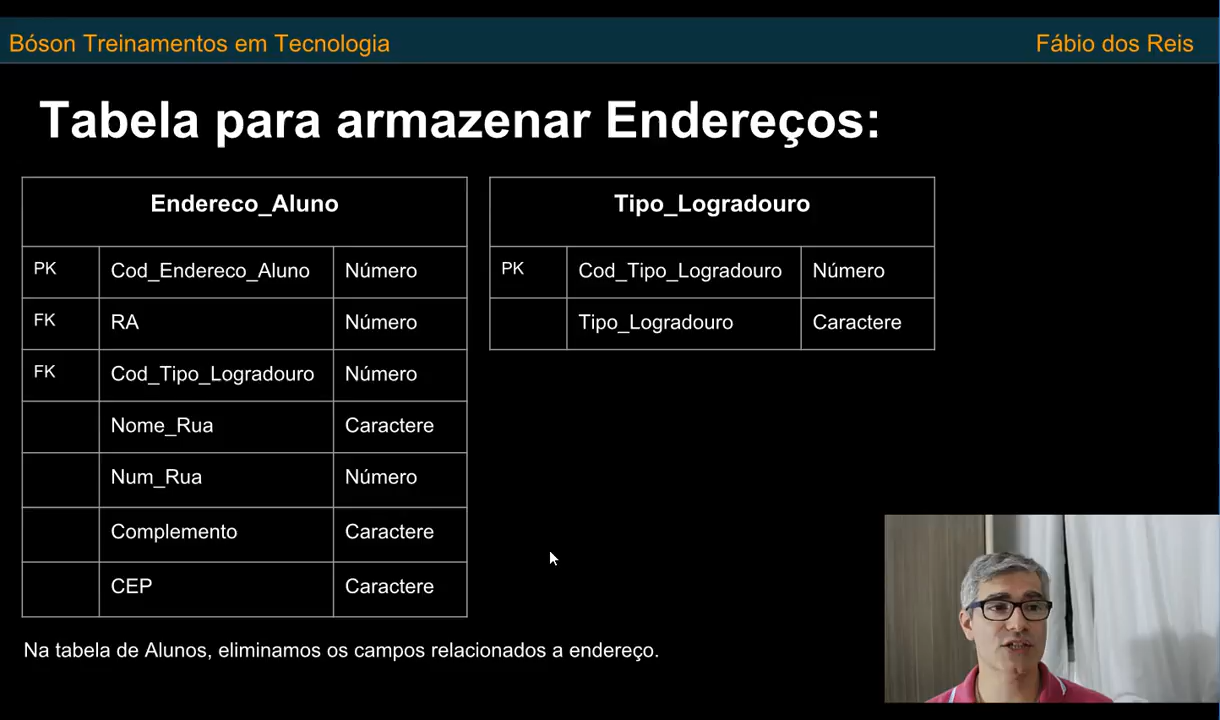 Bóson Treinamentos em Tecnologia
Fábio dos Reis
Tabela para armazenar Endereços:
Endereco_Aluno
PK Cod_Endereco_Aluno Número
FK RA Número
FK Cod_Tipo_Logradouro Número
Nome_Rua Caractere
Num_Rua Número
Complemento Caractere
CEP Caractere
Tipo_Logradouro
PK Cod_Tipo_Logradouro Número
Tipo_Logradouro Caractere
Na tabela de Alunos, eliminamos os campos relacionados a endereço.